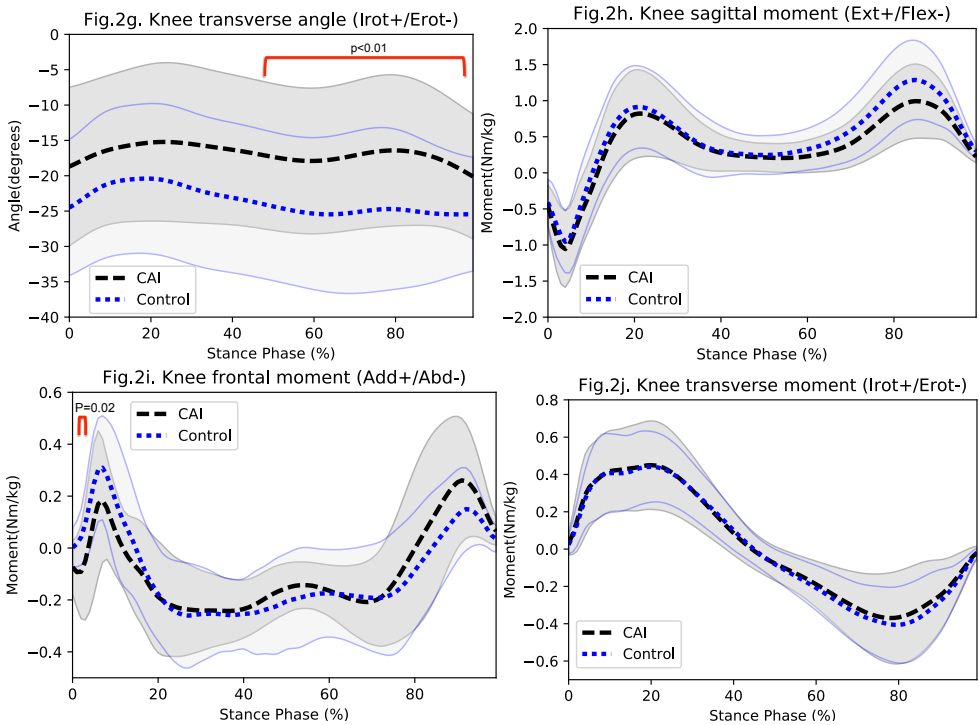 Fig.2g. Knee transverse angle (Irot+/Erot-)
0
−5
−10
−15
−20
−25
−30
−35
−40
Angle(degrees)
p<0.01
CAI
Control
0
20
40
60
80
Stance Phase (%)
Fig.2h. Knee sagittal moment (Ext+/Flex-)
2.0
1.5
1.0
0.5
0.0
−0.5
−1.0
−1.5
−2.0
Moment(Nm/kg)
CAI
Control
0
20
40
60
80
Stance Phase (%)
Fig.2i. Knee frontal moment (Add+/Abd-)
0.6
0.4
0.2
0.0
−0.2
−0.4
Moment(Nm/kg)
P=0.02
CAI
Control
0
20
40
60
80
Stance Phase (%)
Fig.2j. Knee transverse moment (Irot+/Erot-)
0.8
0.6
0.4
0.2
−0.0
−0.2
−0.4
−0.6
Moment(Nm/kg)
CAI
Control
0
20
40
60
80
Stance Phase (%)